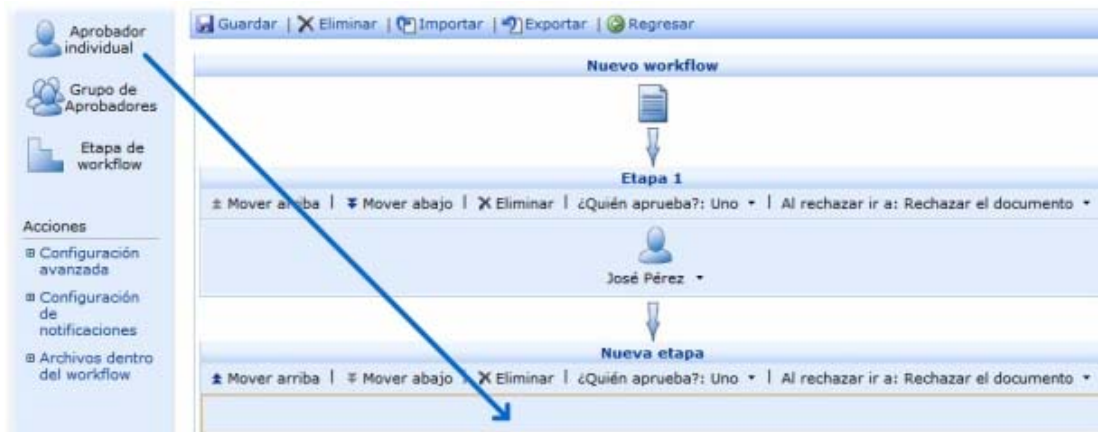 Aprobador
individual
Grupo de
Aprobadores
Etapa de
workflow
Acciones
Configuración
avanzada
Configuración
de
notificaciones
Archivos dentro
del workflow
Guardar | Eliminar | Importar | Exportar | Regresar
Nuevo workflow
Etapa 1
Mover arriba | Mover abajo | Eliminar | ¿Quién aprueba?: Uno | Al rechazar ir a: Rechazar el documento
José Pérez
Nueva etapa
Mover arriba | Mover abajo | Eliminar | ¿Quién aprueba?: Uno | Al rechazar ir a: Rechazar el documento